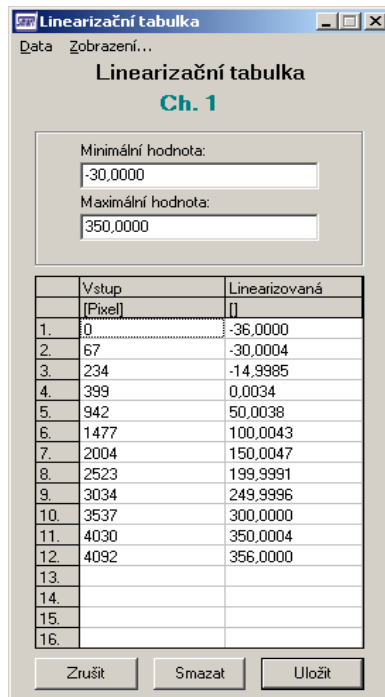 Linearizační tabulka
Data Zobrazení...
Linearizační tabulka
Ch. 1
Minimální hodnota:
-30,0000
Maximální hodnota:
350,0000
Vstup Linearizovaná
[Pixel] []
1. 0 -36,0000
2. 67 -30,0004
3. 234 -14,9985
4. 399 0,0034
5. 942 50,0038
6. 1477 100,0043
7. 2004 150,0047
8. 2523 199,9991
9. 3034 249,9996
10. 3537 300,0000
11. 4030 350,0004
12. 4092 356,0000
13.
14.
15.
16.
Zrušit Smazat Uložit